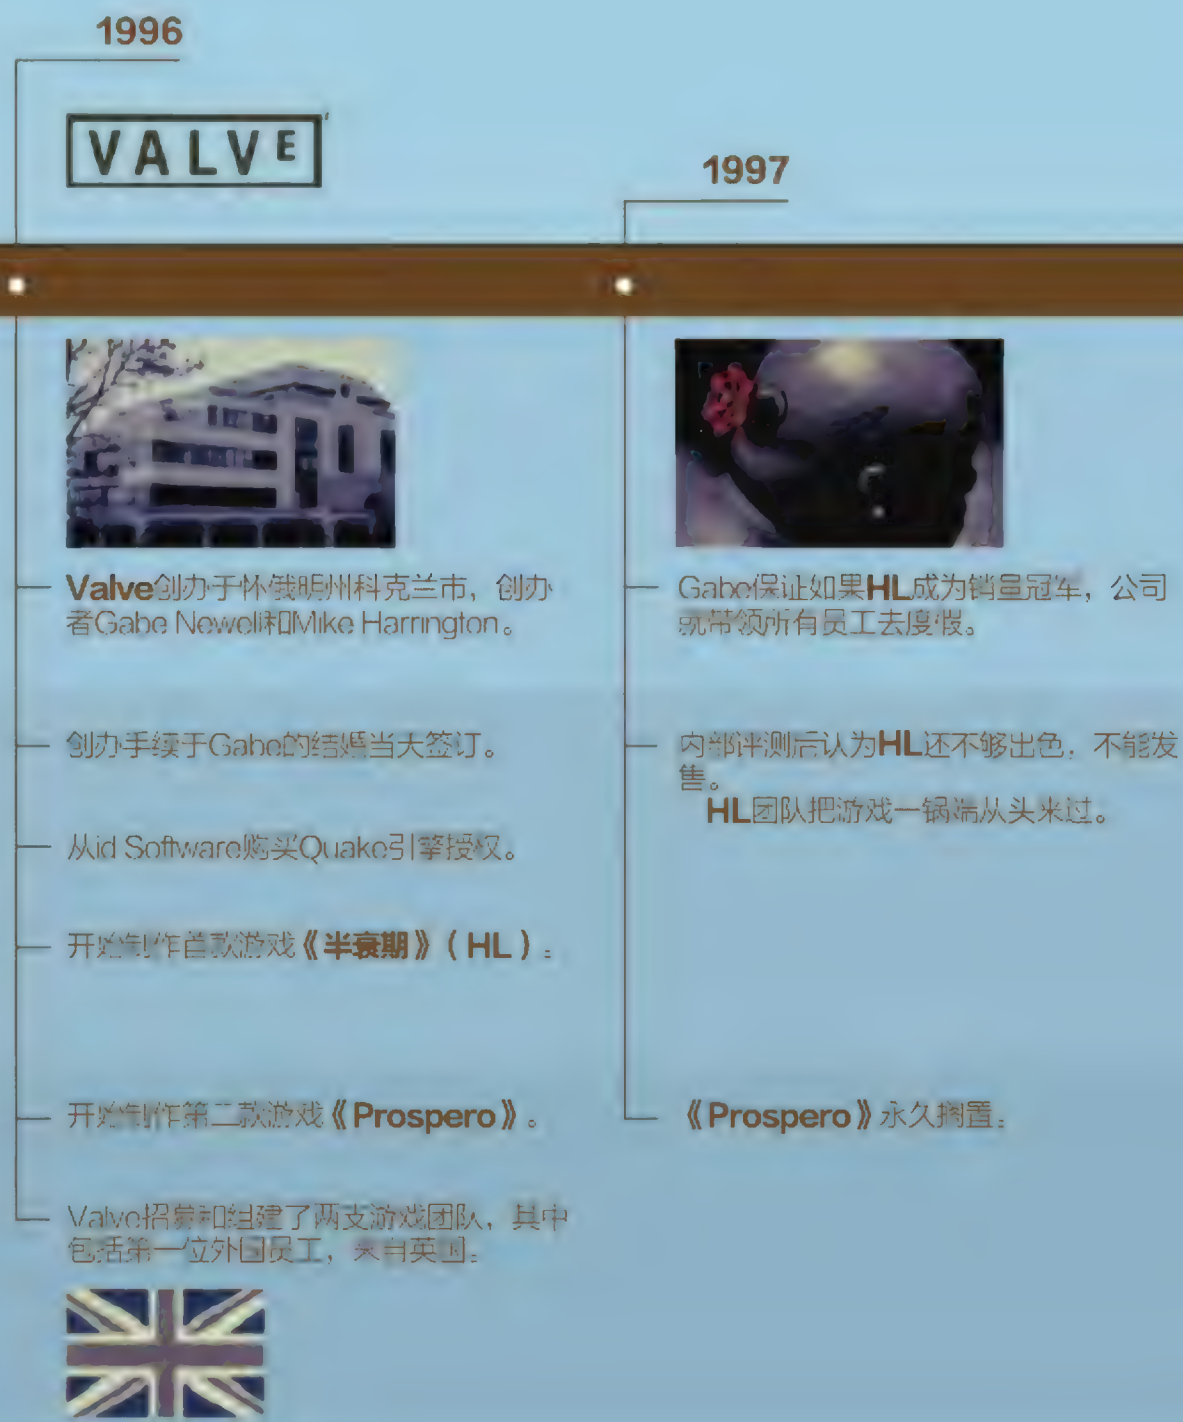 1996
VALVE
1997
Valve创办于怀俄明州科克兰市，创办
者Gabe Newell和Mike Harrington。
创办手续于Gabe的结婚当天签订。
从id Software购买Quake引擎授权。
开始制作首款游戏《半衰期》（HL）。
开始制作第二款游戏《Prospero》。
Valve招募和组建了两支游戏团队，其中
包括第一位外国员工，来自英国。
Gabe保证如果HL成为销量冠军，公司
就带领所有员工去度假。
内部评测后认为HL还不够出色，不能发
售。
HL团队把游戏一锅端从头来过。
《Prospero》永久搁置。